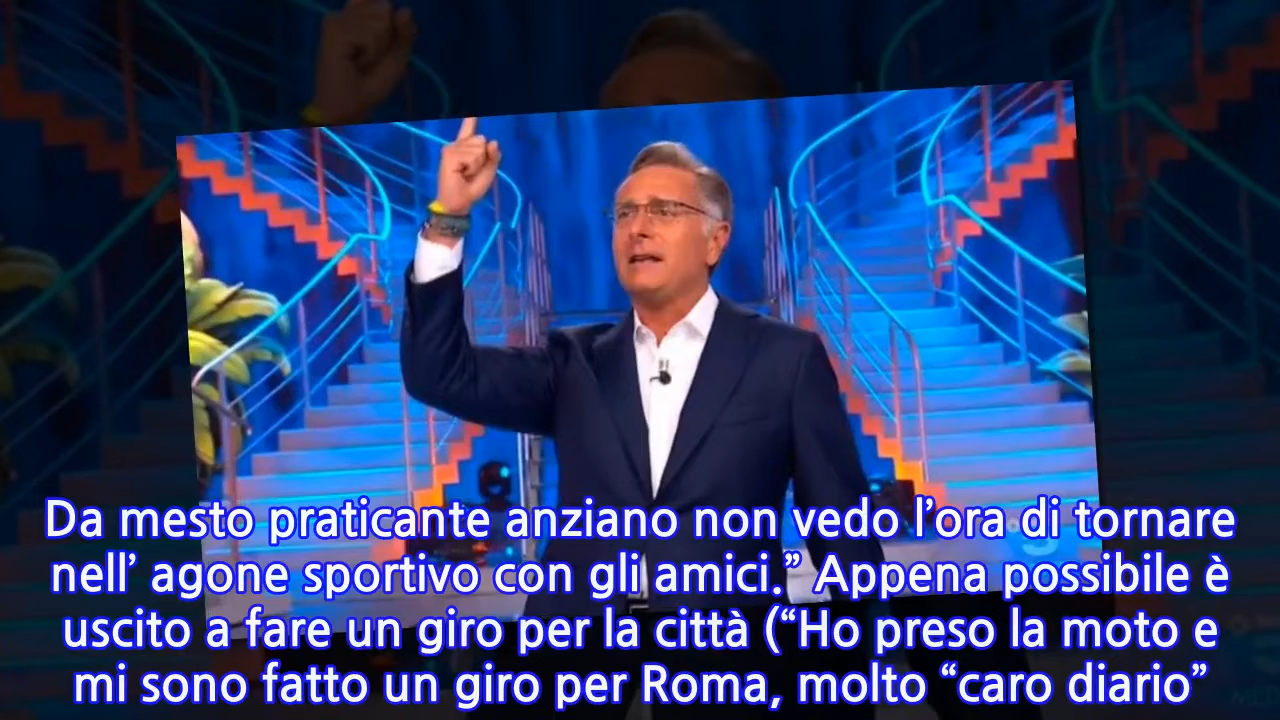 Da mesto praticante anziano non vedo l’ora di tornare
nell’ agone sportivo con gli amici.” Appena possibile è
uscito a fare un giro per la città (“Ho preso la moto e
mi sono fatto un giro per Roma, molto “caro diario”